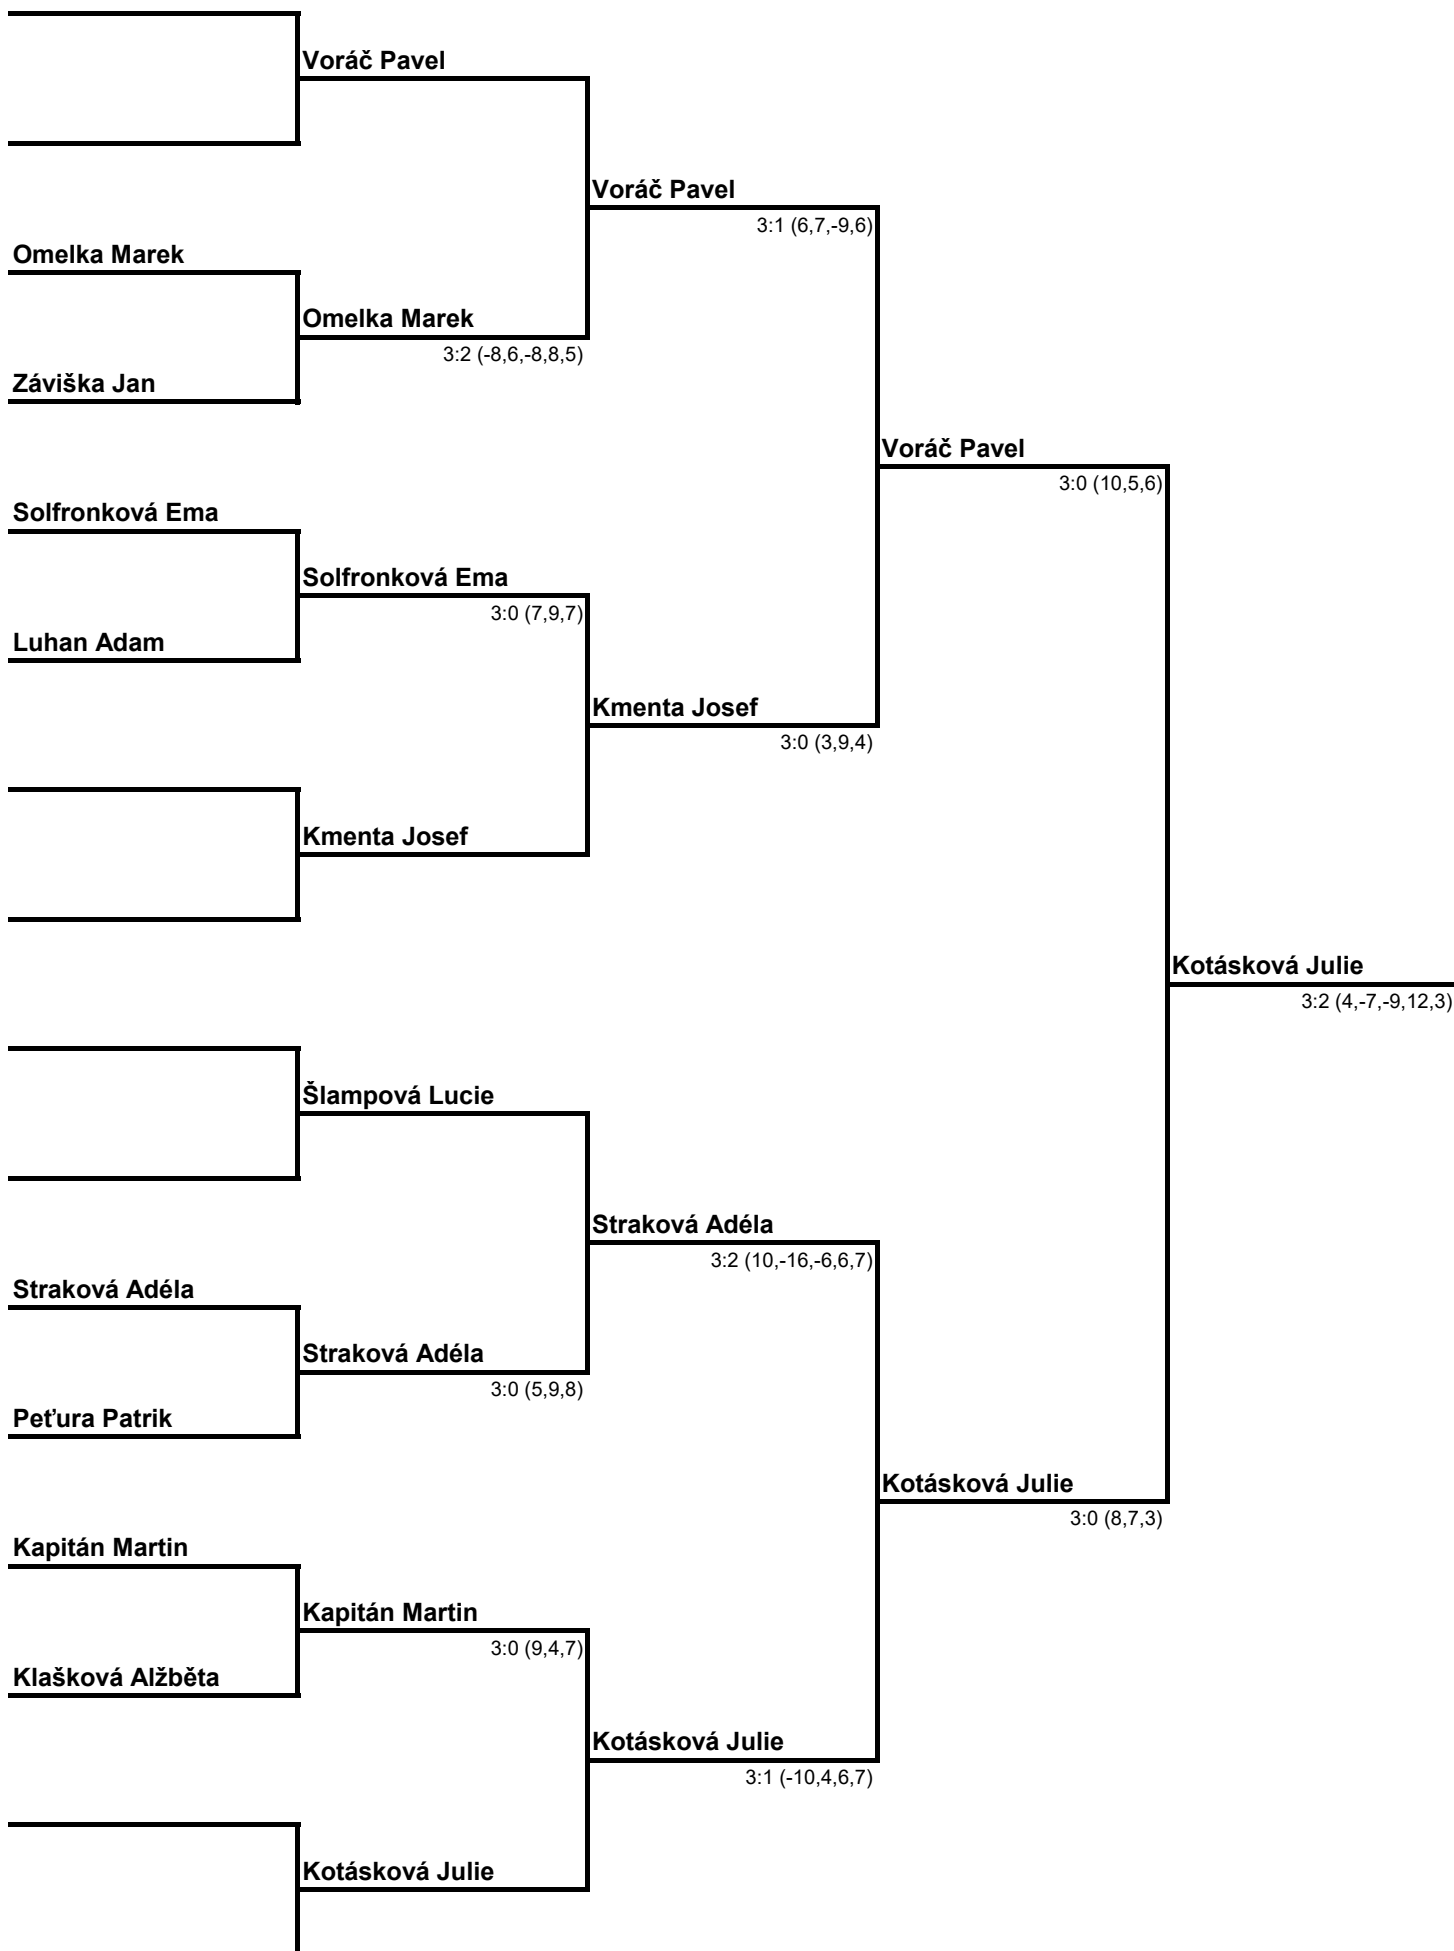 Voráč Pavel
Voráč Pavel
3:1 (6,7,-9,6)
Omelka Marek
Omelka Marek
3:2 (-8,6,-8,8,5)
Záviška Jan
Voráč Pavel
3:0 (10,5,6)
Solfronková Ema
Solfronková Ema
3:0 (7,9,7)
Luhan Adam
Kmenta Josef
3:0 (3,9,4)
Kmenta Josef
Kotásková Julie
3:2 (4,-7,-9,12,3)
Šlampová Lucie
Straková Adéla
3:2 (10,-16,-6,6,7)
Straková Adéla
Straková Adéla
3:0 (5,9,8)
Peťura Patrik
Kotásková Julie
3:0 (8,7,3)
Kapitán Martin
Kapitán Martin
3:0 (9,4,7)
Klašková Alžběta
Kotásková Julie
3:1 (-10,4,6,7)
Kotásková Julie